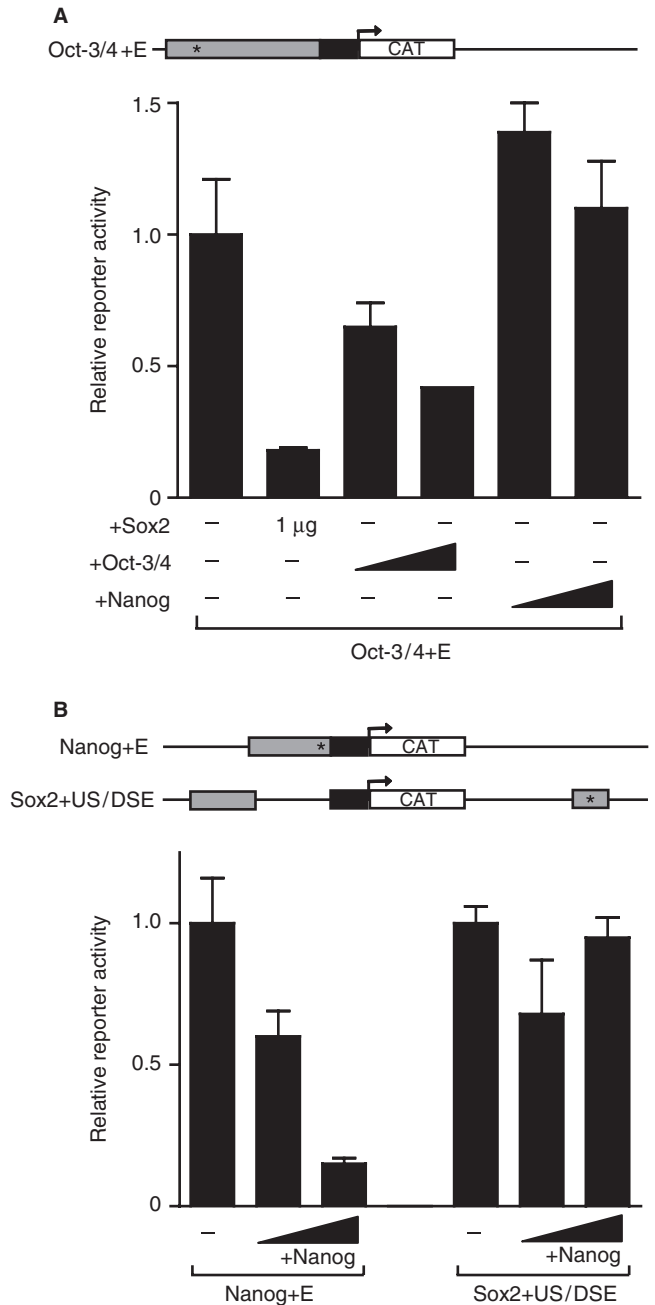 A
Oct-3/4 +E * CAT
Relative reporter activity
1.5
1.0
0.5
0
+Sox2 – 1 µg – – – –
+Oct-3/4 – – – –
+Nanog – – – –
Oct-3/4+E
B
Nanog+E * CAT
Sox2+US/DSE CAT *
Relative reporter activity
1.0
0.5
0
– +Nanog – +Nanog
Nanog+E Sox2+US/DSE